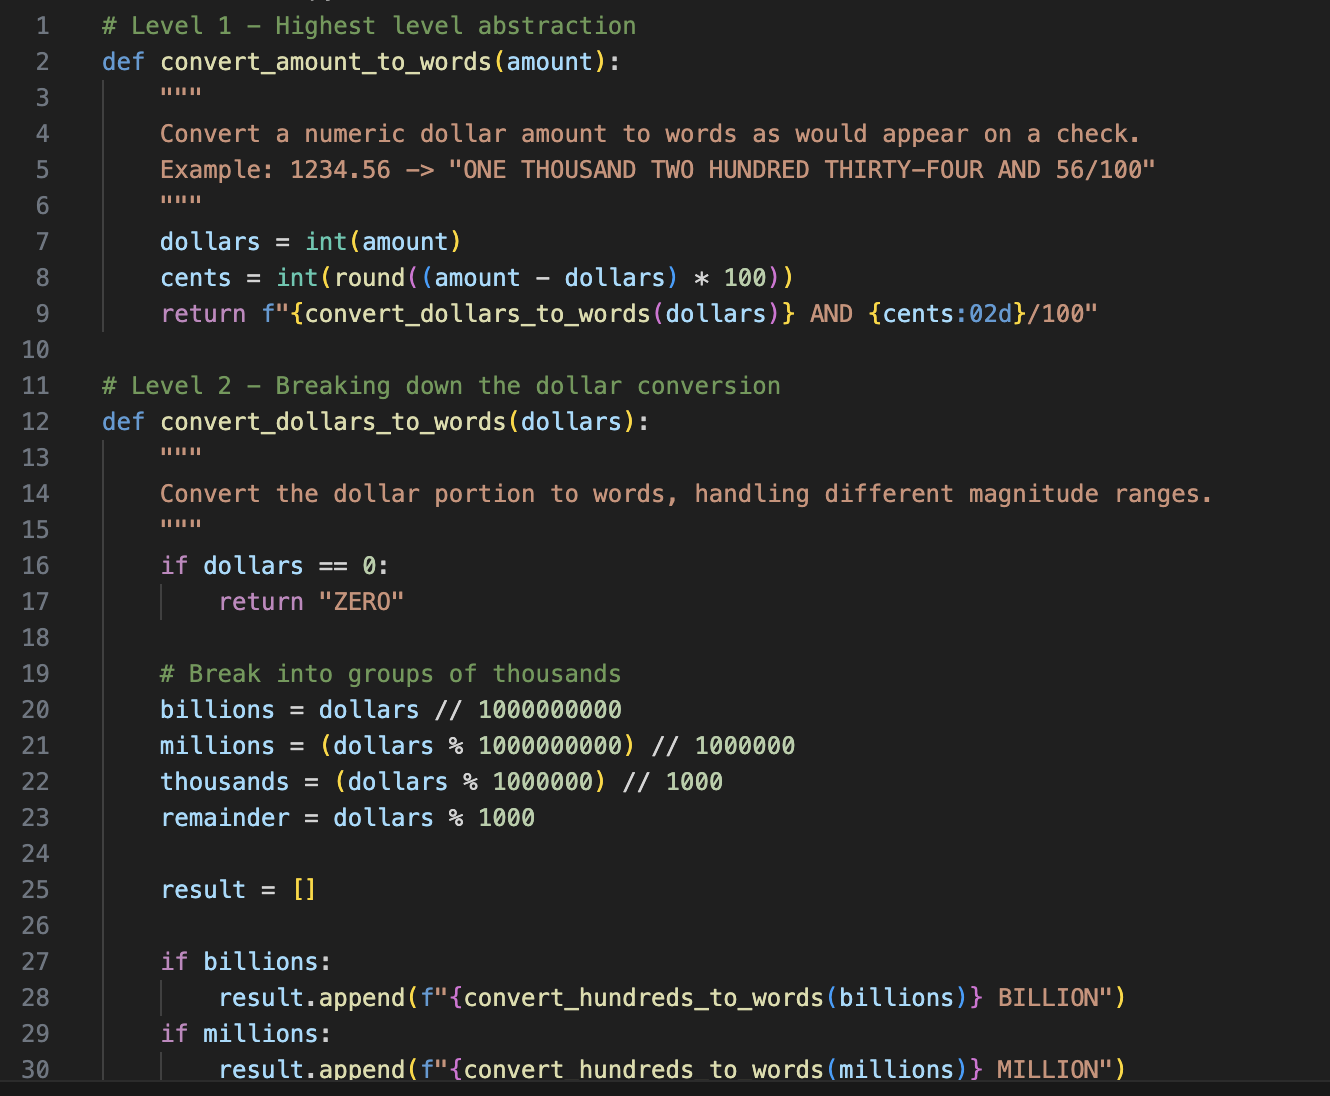 1 # Level 1 – Highest level abstraction
2 def convert_amount_to_words(amount):
3     """
4     Convert a numeric dollar amount to words as would appear on a check.
5     Example: 1234.56 -> "ONE THOUSAND TWO HUNDRED THIRTY-FOUR AND 56/100"
6     """
7     dollars = int(amount)
8     cents = int(round((amount - dollars) * 100))
9     return f"{convert_dollars_to_words(dollars)} AND {cents:02d}/100"
10
11 # Level 2 – Breaking down the dollar conversion
12 def convert_dollars_to_words(dollars):
13     """
14     Convert the dollar portion to words, handling different magnitude ranges.
15     """
16     if dollars == 0:
17         return "ZERO"
18
19     # Break into groups of thousands
20     billions = dollars // 1000000000
21     millions = (dollars % 1000000000) // 1000000
22     thousands = (dollars % 1000000) // 1000
23     remainder = dollars % 1000
24
25     result = []
26
27     if billions:
28         result.append(f"{convert_hundreds_to_words(billions)} BILLION")
29     if millions:
30         result.append(f"{convert_hundreds_to_words(millions)} MILLION")